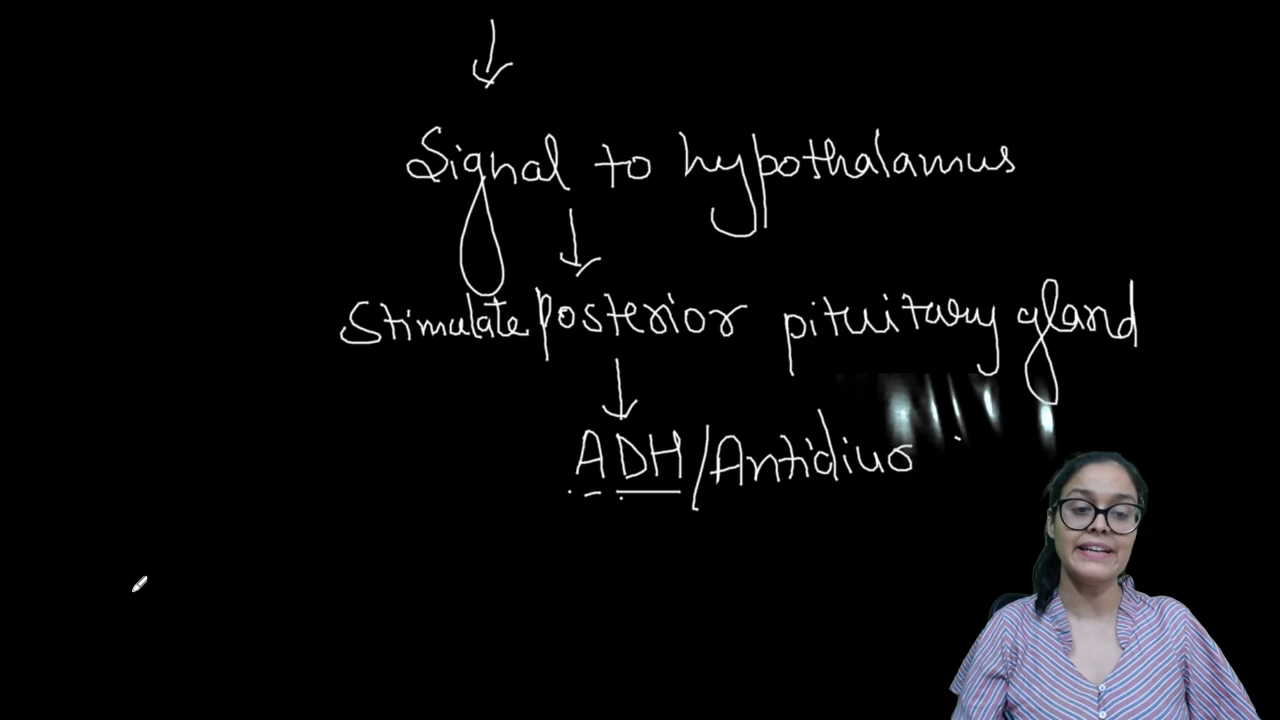 Signal to hypothalamus
Stimulate posterior pituitary gland
ADH/Antidiuo